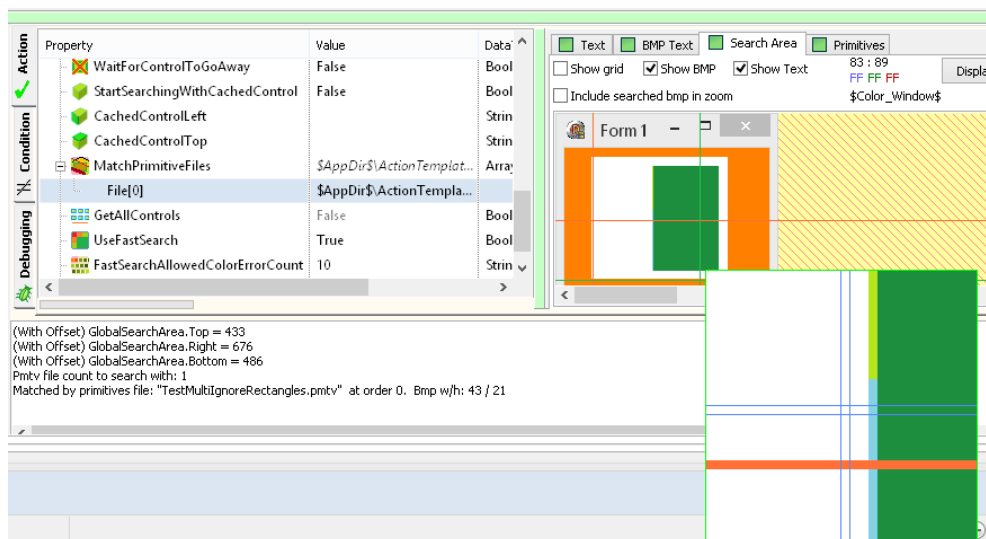 Action
Condition
Debugging
Property Value
WaitForControlToGoAway False Bool
StartSearchingWithCachedControl False Bool
CachedControlLeft Strin
CachedControlTop Strin
MatchPrimitiveFiles $AppDir$\ActionTemplat... Array
File[0] $AppDir$\ActionTempla...
GetAllControls False Bool
UseFastSearch True Bool
FastSearchAllowedColorErrorCount 10 Strin
Text BMP Text Search Area Primitives
Show grid Show BMP Show Text 83 : 89
FF FF FF Displa
Include searched bmp in zoom $Color_Window$
Form1
(With Offset) GlobalSearchArea.Top = 433
(With Offset) GlobalSearchArea.Right = 676
(With Offset) GlobalSearchArea.Bottom = 486
Pmtv file count to search with: 1
Matched by primitives file: "TestMultiIgnoreRectangles.pmtv" at order 0. Bmp w/h: 43 / 21